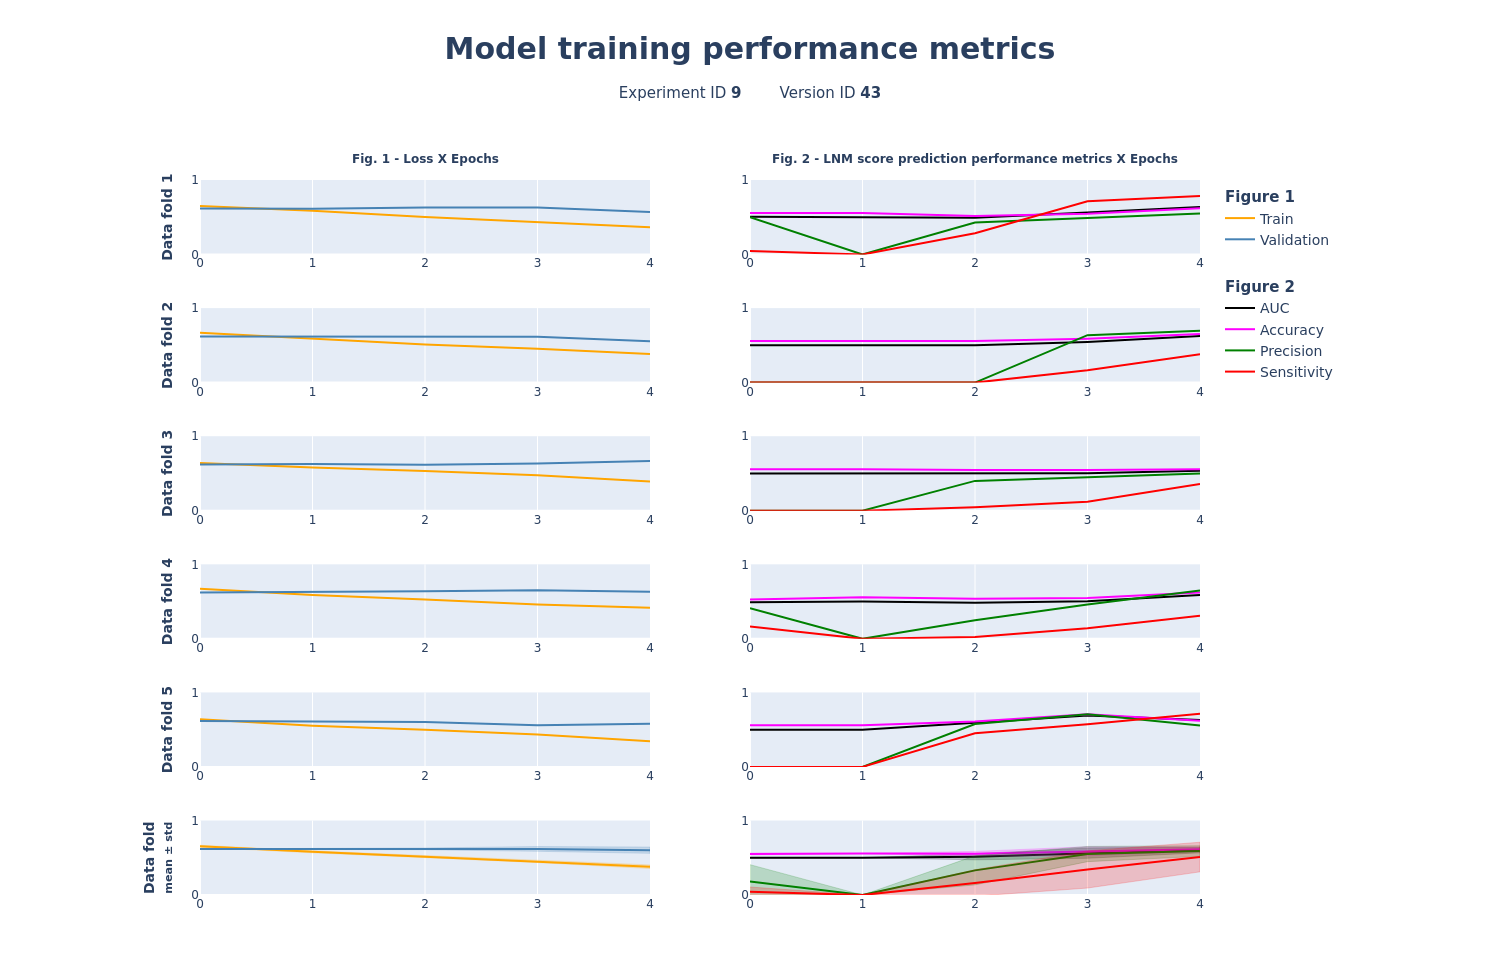 Model training performance metrics
Experiment ID 9 Version ID 43
Fig. 1 - Loss X Epochs
Fig. 2 - LNM score prediction performance metrics X Epochs
Data fold 1
1
0
0 1 2 3 4
1
0
0 1 2 3 4
Figure 1
Train
Validation
Figure 2
AUC
Accuracy
Precision
Sensitivity
Data fold 2
1
0
0 1 2 3 4
1
0
0 1 2 3 4
Data fold 3
1
0
0 1 2 3 4
1
0
0 1 2 3 4
Data fold 4
1
0
0 1 2 3 4
1
0
0 1 2 3 4
Data fold 5
1
0
0 1 2 3 4
1
0
0 1 2 3 4
Data fold
mean ± std
1
0
0 1 2 3 4
1
0
0 1 2 3 4